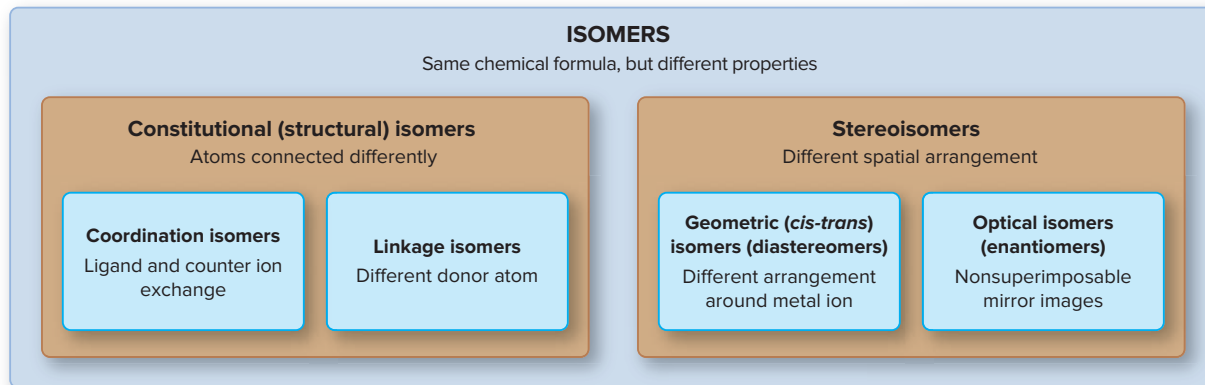 ISOMERS
Same chemical formula, but different properties
Constitutional (structural) isomers
Atoms connected differently
Coordination isomers
Ligand and counter ion
exchange
Linkage isomers
Different donor atom
Stereoisomers
Different spatial arrangement
Geometric (cis-trans)
isomers (diastereomers)
Different arrangement
around metal ion
Optical isomers
(enantiomers)
Nonsuperimposable
mirror images